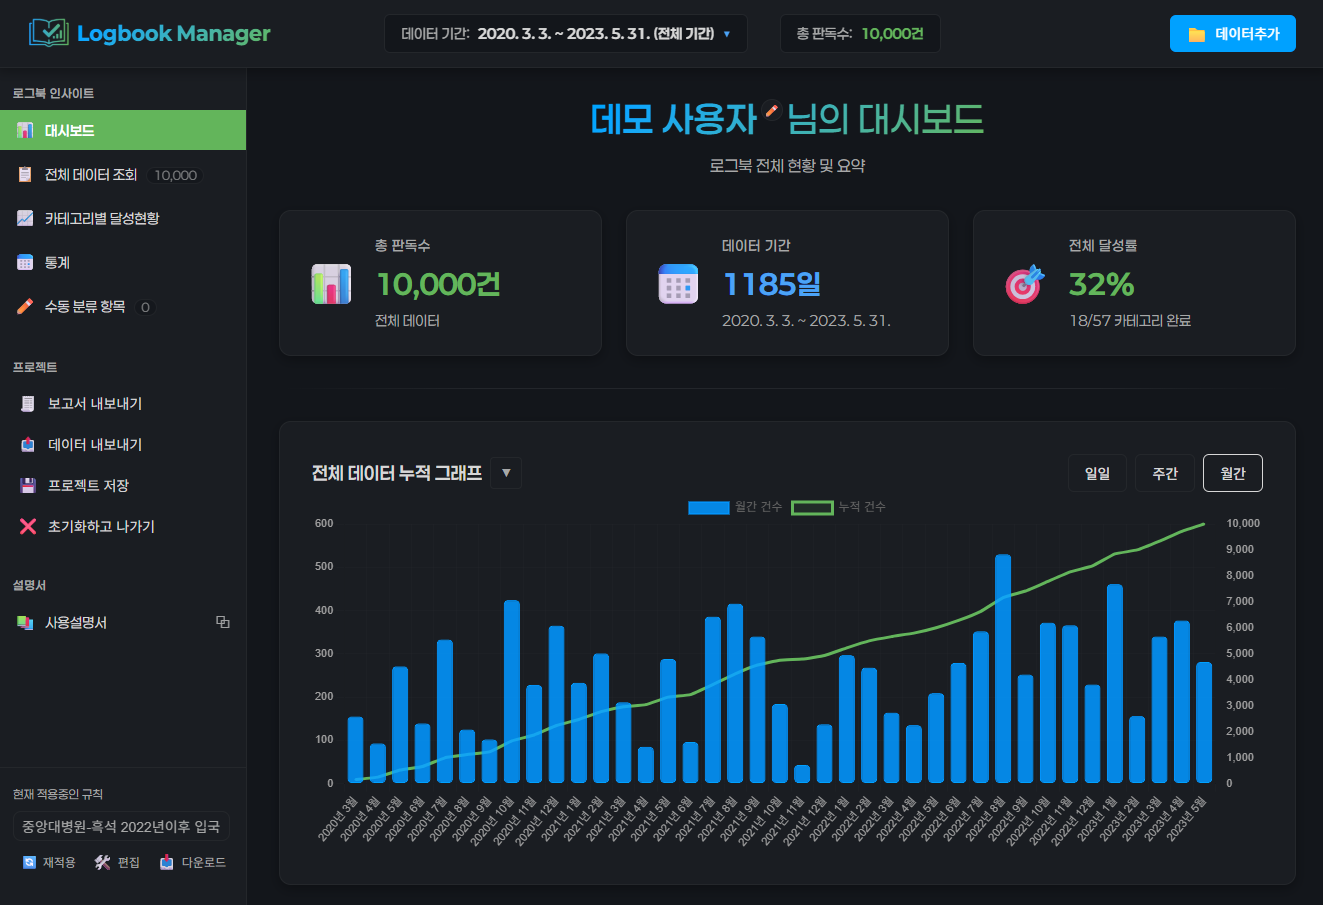 Logbook Manager
데이터 기간: 2020. 3. 3. ~ 2023. 5. 31. (전체 기간) ▼
총 판독수: 10,000건
데이터추가
로그북 인사이트
대시보드
전체 데이터 조회 10,000
카테고리별 달성현황
통계
수동 분류 항목 0
프로젝트
보고서 내보내기
데이터 내보내기
프로젝트 저장
초기화하고 나가기
설명서
사용설명서
현재 적용중인 규칙
중앙대병원-흑석 2022년이후 입국
재적용 편집 다운로드
데모 사용자 님의 대시보드
로그북 전체 현황 및 요약
총 판독수
10,000건
전체 데이터
데이터 기간
1185일
2020. 3. 3. ~ 2023. 5. 31.
전체 달성률
32%
18/57 카테고리 완료
전체 데이터 누적 그래프 ▼
일일 주간 월간
월간 건수 누적 건수
600
500
400
300
200
100
0
10,000
9,000
8,000
7,000
6,000
5,000
4,000
3,000
2,000
1,000
0
2020년 3월
2020년 4월
2020년 5월
2020년 6월
2020년 7월
2020년 8월
2020년 9월
2020년 10월
2020년 11월
2020년 12월
2021년 1월
2021년 2월
2021년 3월
2021년 4월
2021년 5월
2021년 6월
2021년 7월
2021년 8월
2021년 9월
2021년 10월
2021년 11월
2021년 12월
2022년 1월
2022년 2월
2022년 3월
2022년 4월
2022년 5월
2022년 6월
2022년 7월
2022년 8월
2022년 9월
2022년 10월
2022년 11월
2022년 12월
2023년 1월
2023년 2월
2023년 3월
2023년 4월
2023년 5월